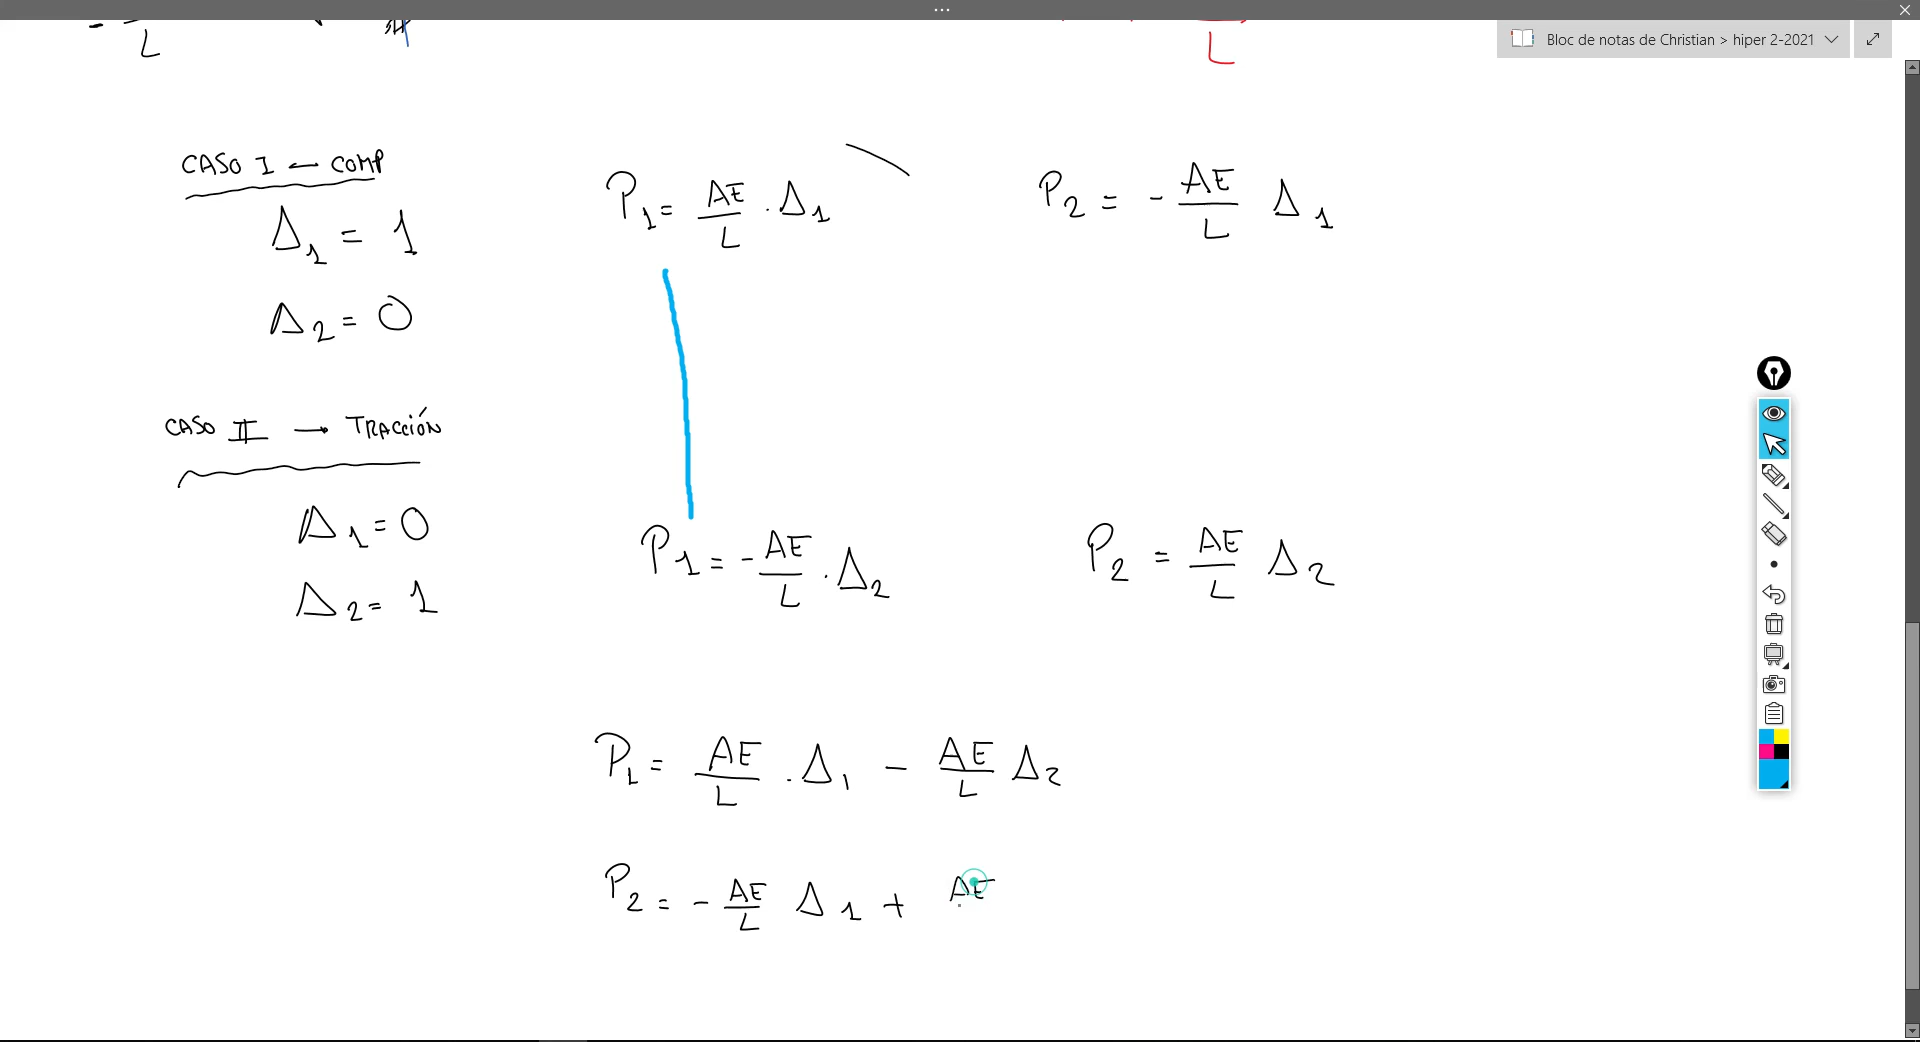 L
L
Bloc de notas de Christian > hiper 2-2021
CASO I ← COMP
Δ1 = 1
Δ2 = 0
P1 = AE/L · Δ1
P2 = - AE/L Δ1
CASO II → TRACCIÓN
Δ1 = 0
Δ2 = 1
P1 = - AE/L · Δ2
P2 = AE/L Δ2
P1 = AE/L · Δ1 - AE/L Δ2
P2 = - AE/L Δ1 + AE